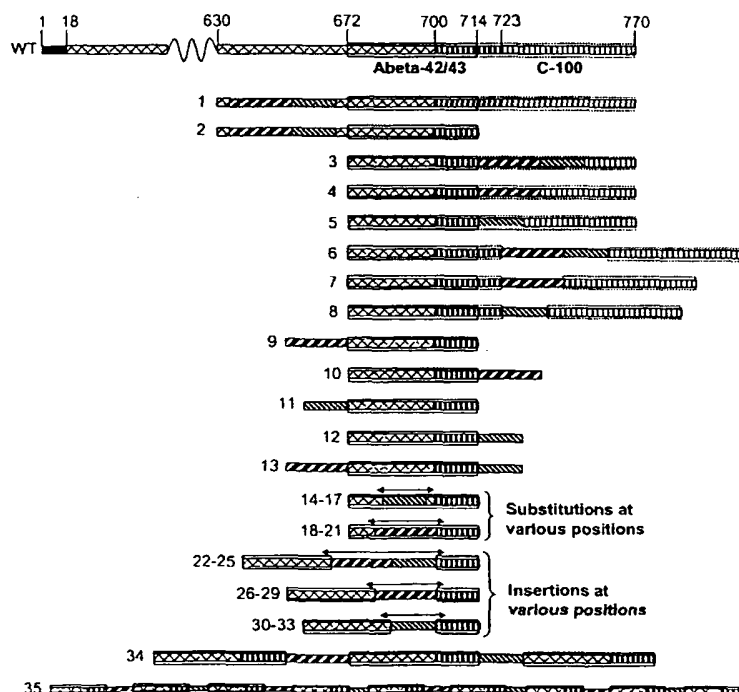 1 18 630 672 700 714 723 770
WT
Abeta-42/43 C-100
1
2
3
4
5
6
7
8
9
10
11
12
13
14-17
18-21
Substitutions at
various positions
22-25
26-29
30-33
Insertions at
various positions
34
35